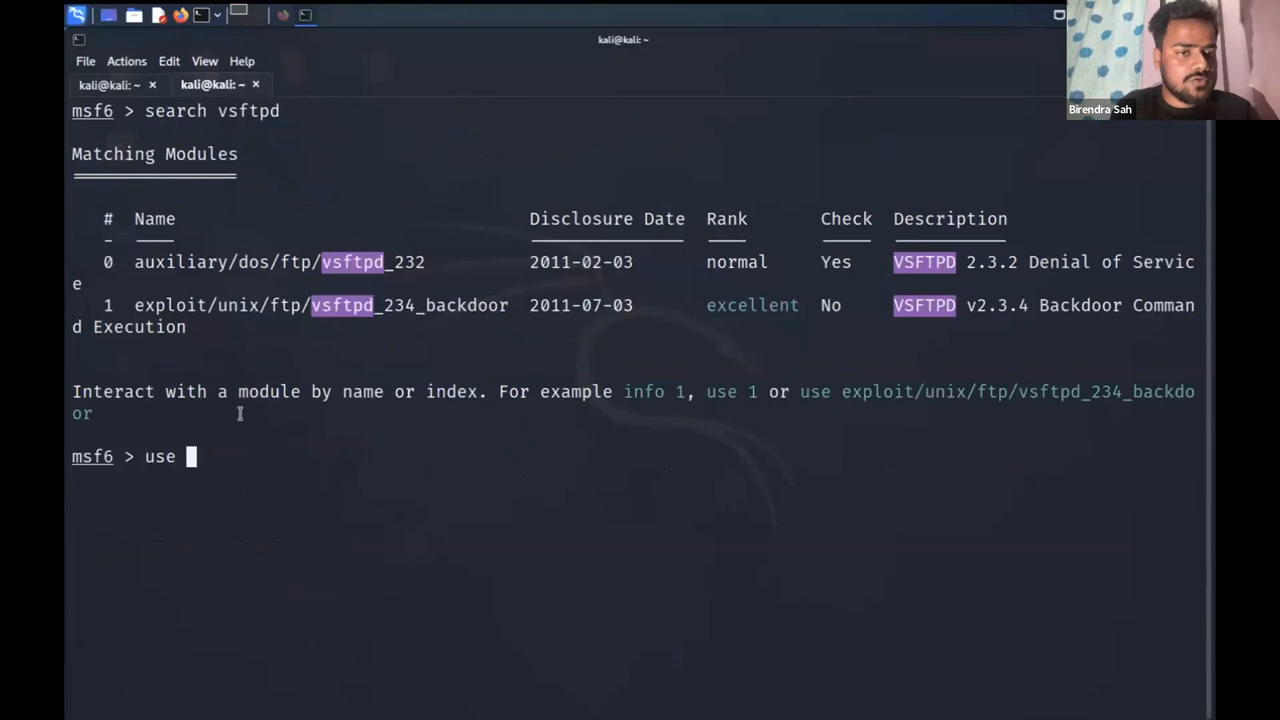 kali@kali: ~
File Actions Edit View Help
kali@kali: ~ × kali@kali: ~ ×
Birendra Sah
msf6 > search vsftpd
Matching Modules
# Name Disclosure Date Rank Check Description
- ---- --------------- ---- ----- -----------
0 auxiliary/dos/ftp/vsftpd_232 2011-02-03 normal Yes VSFTPD 2.3.2 Denial of Servic
e
1 exploit/unix/ftp/vsftpd_234_backdoor 2011-07-03 excellent No VSFTPD v2.3.4 Backdoor Comman
d Execution
Interact with a module by name or index. For example info 1, use 1 or use exploit/unix/ftp/vsftpd_234_backdo
or
msf6 > use